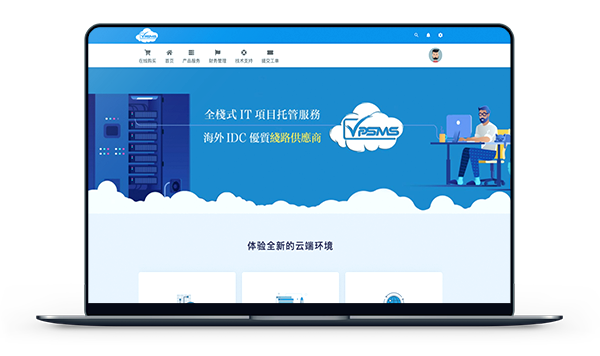 VPSMS
在线购买 首页 产品服务 财务管理 技术支持 提交工单
全棧式 IT 項目托管服務
海外 IDC 優質綫路供應商
VPSMS
体验全新的云端环境